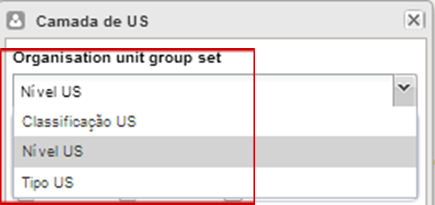 Camada de US
Organisation unit group set
Nível US
Classificação US
Nível US
Tipo US